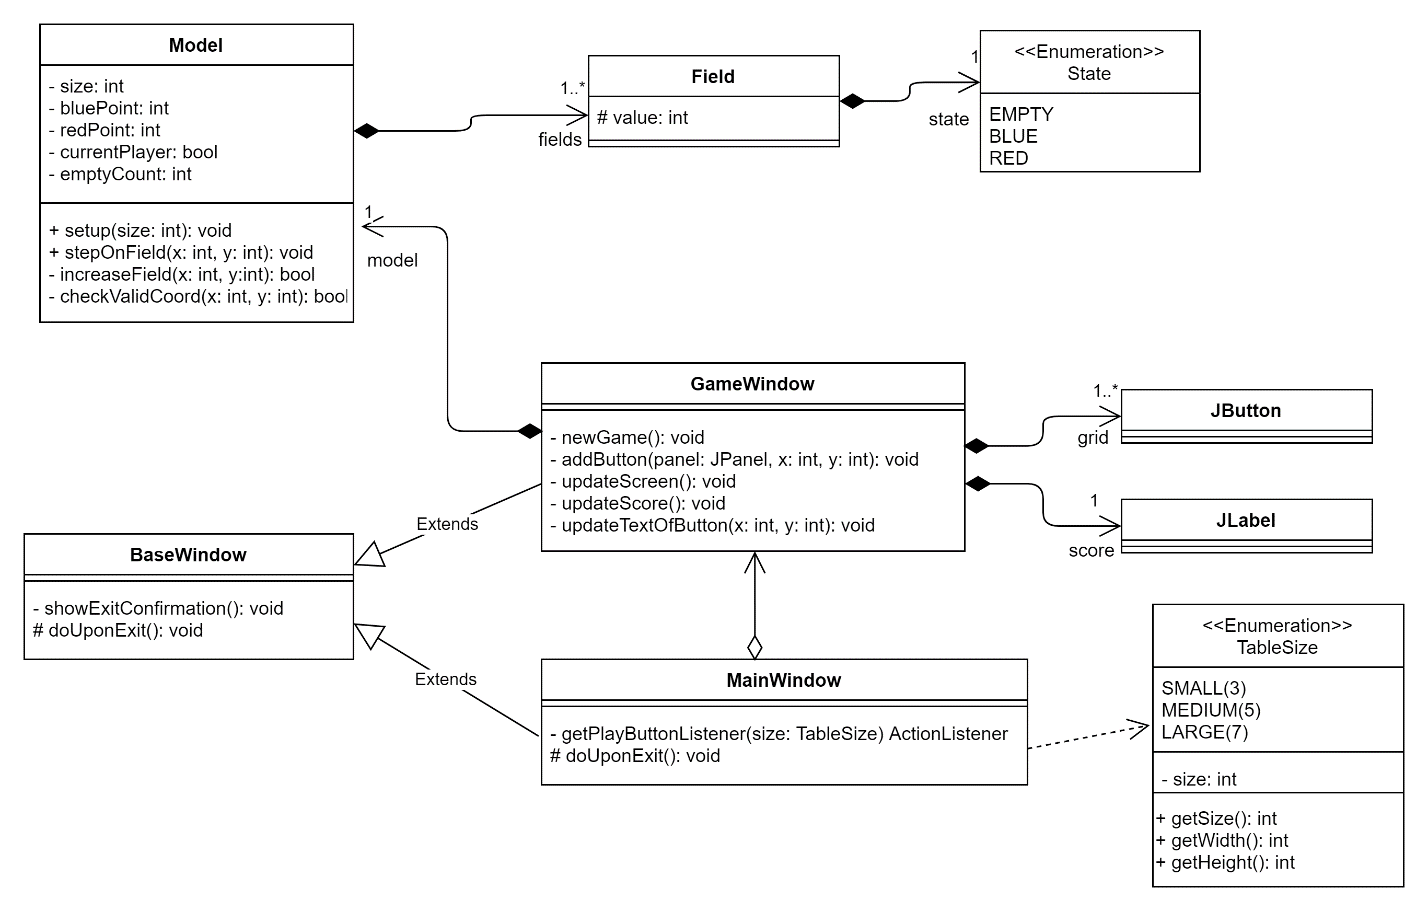 Model
- size: int
- bluePoint: int
- redPoint: int
- currentPlayer: bool
- emptyCount: int
+ setup(size: int): void
+ stepOnField(x: int, y: int): void
- increaseField(x: int, y:int): bool
- checkValidCoord(x: int, y: int): bool
1..*
fields
Field
# value: int
1
state
<<Enumeration>>
State
EMPTY
BLUE
RED
1
model
GameWindow
- newGame(): void
- addButton(panel: JPanel, x: int, y: int): void
- updateScreen(): void
- updateScore(): void
- updateTextOfButton(x: int, y: int): void
1..*
grid
JButton
1
score
JLabel
Extends
BaseWindow
- showExitConfirmation(): void
# doUponExit(): void
Extends
MainWindow
- getPlayButtonListener(size: TableSize) ActionListener
# doUponExit(): void
<<Enumeration>>
TableSize
SMALL(3)
MEDIUM(5)
LARGE(7)
- size: int
+ getSize(): int
+ getWidth(): int
+ getHeight(): int